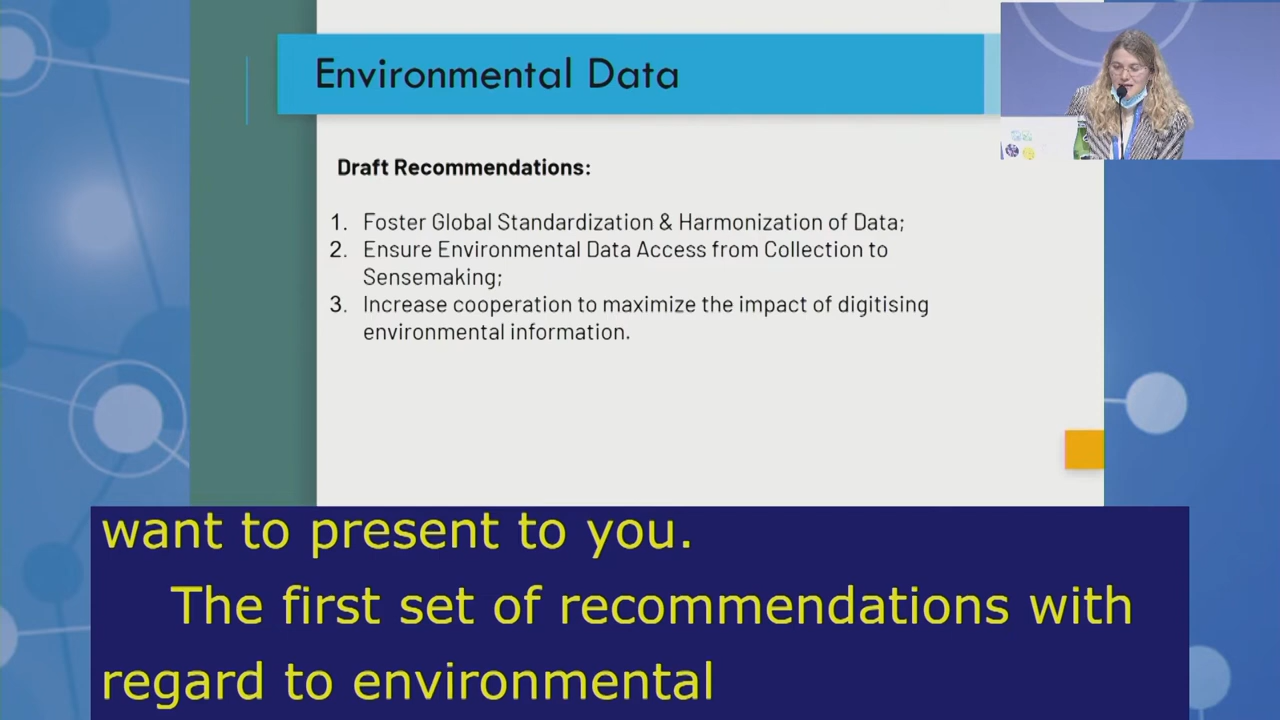 Environmental Data
Draft Recommendations:
1. Foster Global Standardization & Harmonization of Data;
2. Ensure Environmental Data Access from Collection to
Sensemaking;
3. Increase cooperation to maximize the impact of digitising
environmental information.
want to present to you.
The first set of recommendations with
regard to environmental